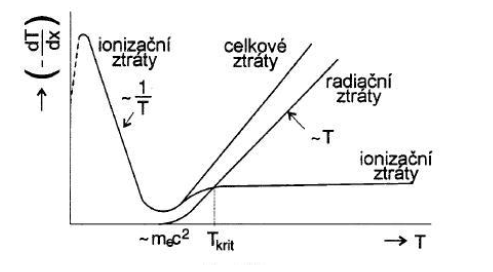 (-dT/dx)
ionizační
ztráty
~1/T
celkové
ztráty
radiační
ztráty
~T
ionizační
ztráty
~mₑc²
T_krit
→ T